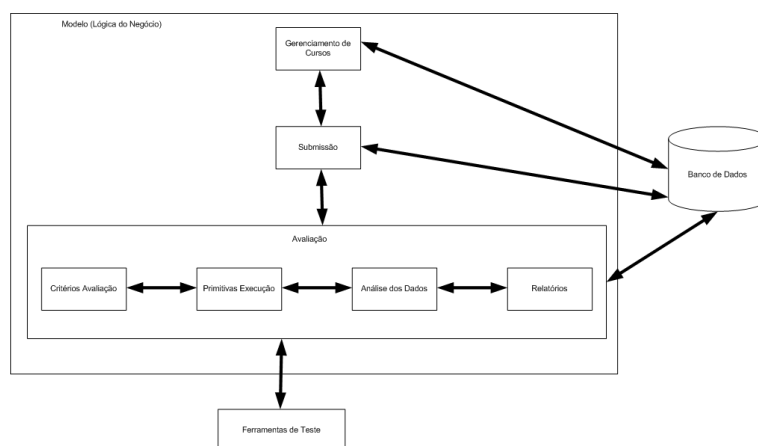 Modelo (Lógica do Negócio)
Gerenciamento de
Cursos
Submissão
Banco de Dados
Avaliação
Critérios Avaliação
Primitivas Execução
Análise dos Dados
Relatórios
Ferramentas de Teste